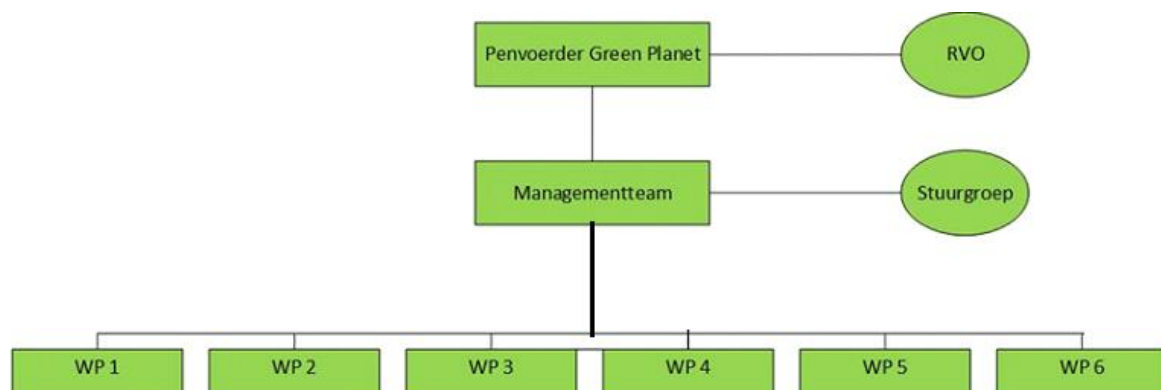 Penvoerder Green Planet
RVO
Managementteam
Stuurgroep
WP 1
WP 2
WP 3
WP 4
WP 5
WP 6